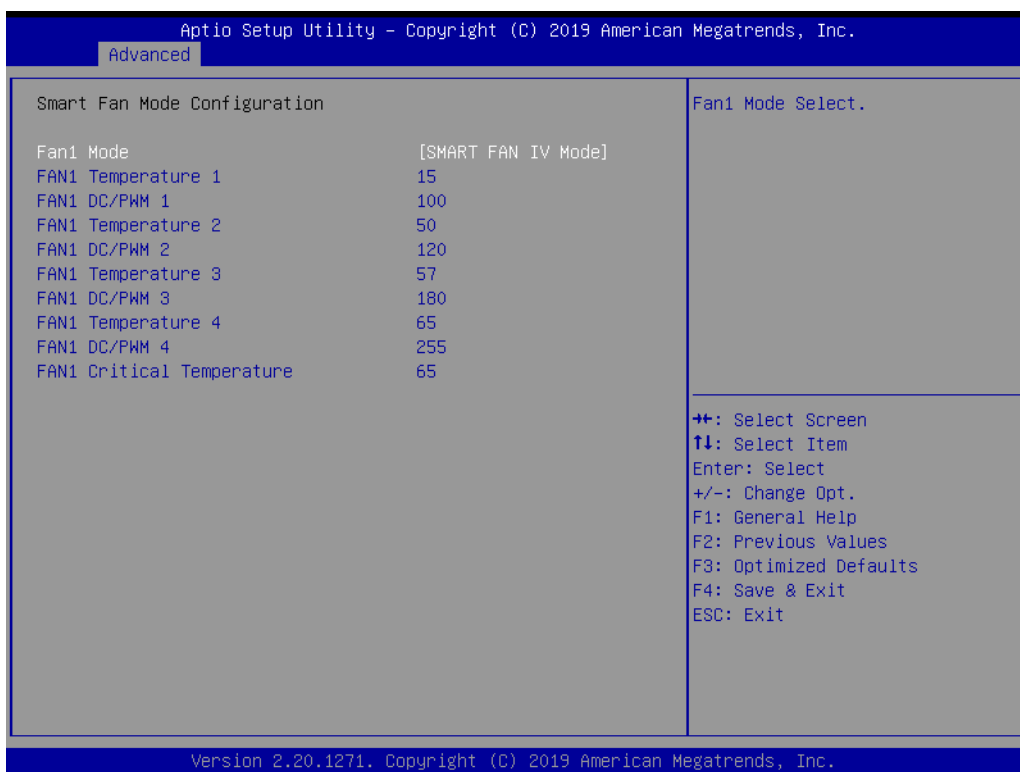 Aptio Setup Utility – Copyright (C) 2019 American Megatrends, Inc.
Advanced
Smart Fan Mode Configuration
Fan1 Mode [SMART FAN IV Mode]
FAN1 Temperature 1 15
FAN1 DC/PWM 1 100
FAN1 Temperature 2 50
FAN1 DC/PWM 2 120
FAN1 Temperature 3 57
FAN1 DC/PWM 3 180
FAN1 Temperature 4 65
FAN1 DC/PWM 4 255
FAN1 Critical Temperature 65
Fan1 Mode Select.
→←: Select Screen
↑↓: Select Item
Enter: Select
+/-: Change Opt.
F1: General Help
F2: Previous Values
F3: Optimized Defaults
F4: Save & Exit
ESC: Exit
Version 2.20.1271. Copyright (C) 2019 American Megatrends, Inc.